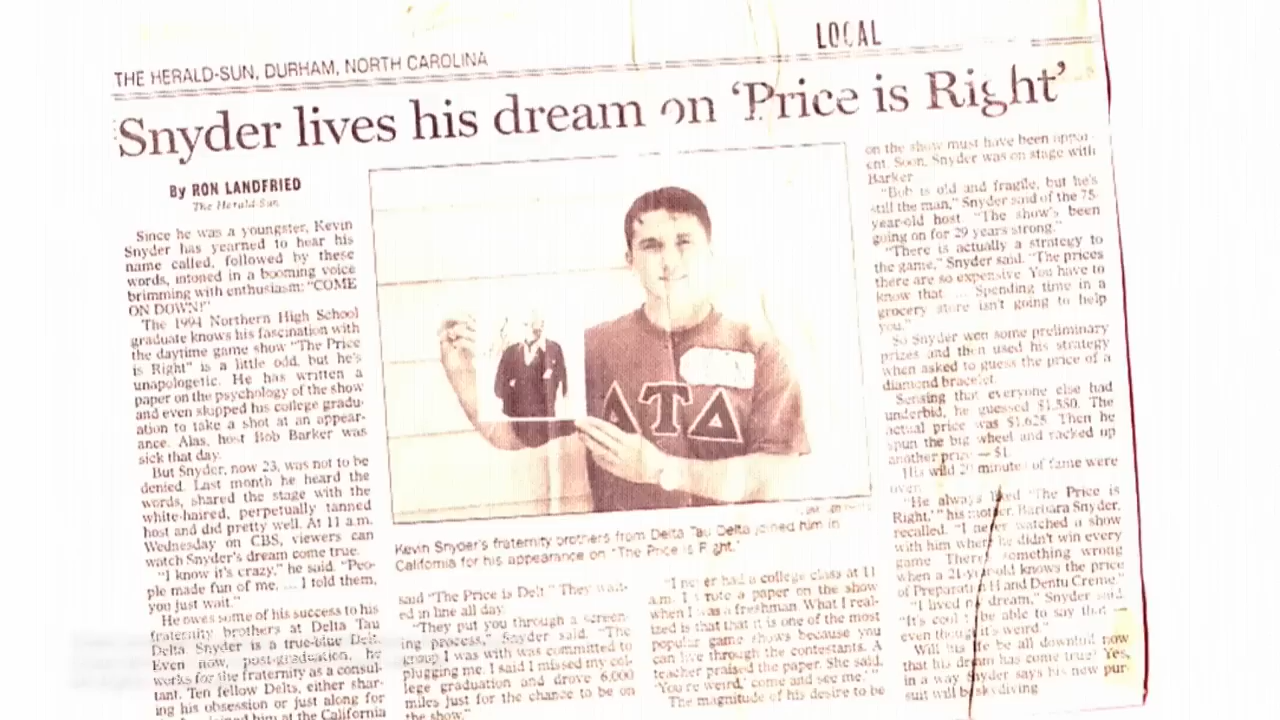 LOCAL
THE HERALD-SUN, DURHAM, NORTH CAROLINA
Snyder lives his dream on ‘Price is Right’
By RON LANDFRIED
The Herald-Sun
Since he was a youngster, Kevin
Snyder has yearned to hear his
name called, followed by these
words, intoned in a booming voice
brimming with enthusiasm: "COME
ON DOWN!"
The 1994 Northern High School
graduate knows his fascination with
the daytime game show "The Price
is Right" is a little odd, but he's
unapologetic. He has written a
paper on the psychology of the show
and even skipped his college gradu-
ation to take a shot at an appear-
ance. Alas, host Bob Barker was
sick that day.
But Snyder, now 23, was not to be
denied. Last month he heard the
words, shared the stage with the
white-haired, perpetually tanned
host and did pretty well. At 11 a.m.
Wednesday on CBS, viewers can
watch Snyder's dream come true.
"I know it's crazy," he said. "Peo-
ple made fun of me. ... I told them,
you just wait."
He owes some of his success to his
fraternity brothers at Delta Tau
Delta. Snyder is a true-blue Delt.
Even now, post-graduation, he
works for the fraternity as a consul-
tant. Ten fellow Delts, either shar-
ing his obsession or just along for
joined him at the California
ΔΤΔ
Kevin Snyder's fraternity brothers from Delta Tau Delta joined him in
California for his appearance on "The Price is Right."
said "The Price is Delt." They wait-
ed in line all day.
"They put you through a screen-
ing process," Snyder said. "The
group I was with was committed to
plugging me. I said I missed my col-
lege graduation and drove 6,000
miles just for the chance to be on
the show."
"I never had a college class at 11
a.m. I wrote a paper on the show
when I was a freshman. What I real-
ized is that it is one of the most
popular game shows because you
can live through the contestants. A
teacher praised the paper. She said,
'You're weird,' come and see me.'"
The magnitude of his desire to be
on the show must have been appar-
ent. Soon, Snyder was on stage with
Barker.
"Bob is old and fragile, but he's
still the man," Snyder said of the 75-
year-old host. "The show's been
going on for 29 years strong."
"There is actually a strategy to
the game," Snyder said. "The prices
there are so expensive. You have to
know that ... Spending time in a
grocery store isn't going to help
you."
So Snyder won some preliminary
prizes and then used his strategy
when asked to guess the price of a
diamond bracelet.
Sensing that everyone else had
underbid, he guessed $1,550. The
actual price was $1,625. Then he
spun the big wheel and racked up
another prize — $1
His wild 20 minutes of fame were
over.
"He always liked 'The Price is
Right,'" his mother, Barbara Snyder,
recalled. "I never watched a show
with him where he didn't win every
game. There's something wrong
when a 21-year-old knows the price
of Preparation H and Dentu Creme."
"I lived my dream," Snyder said.
"It's cool to be able to say that —
even though it's weird."
Will his life be all downhill now
that his dream has come true? Yes,
in a way. Snyder says his new pur-
suit will be skydiving